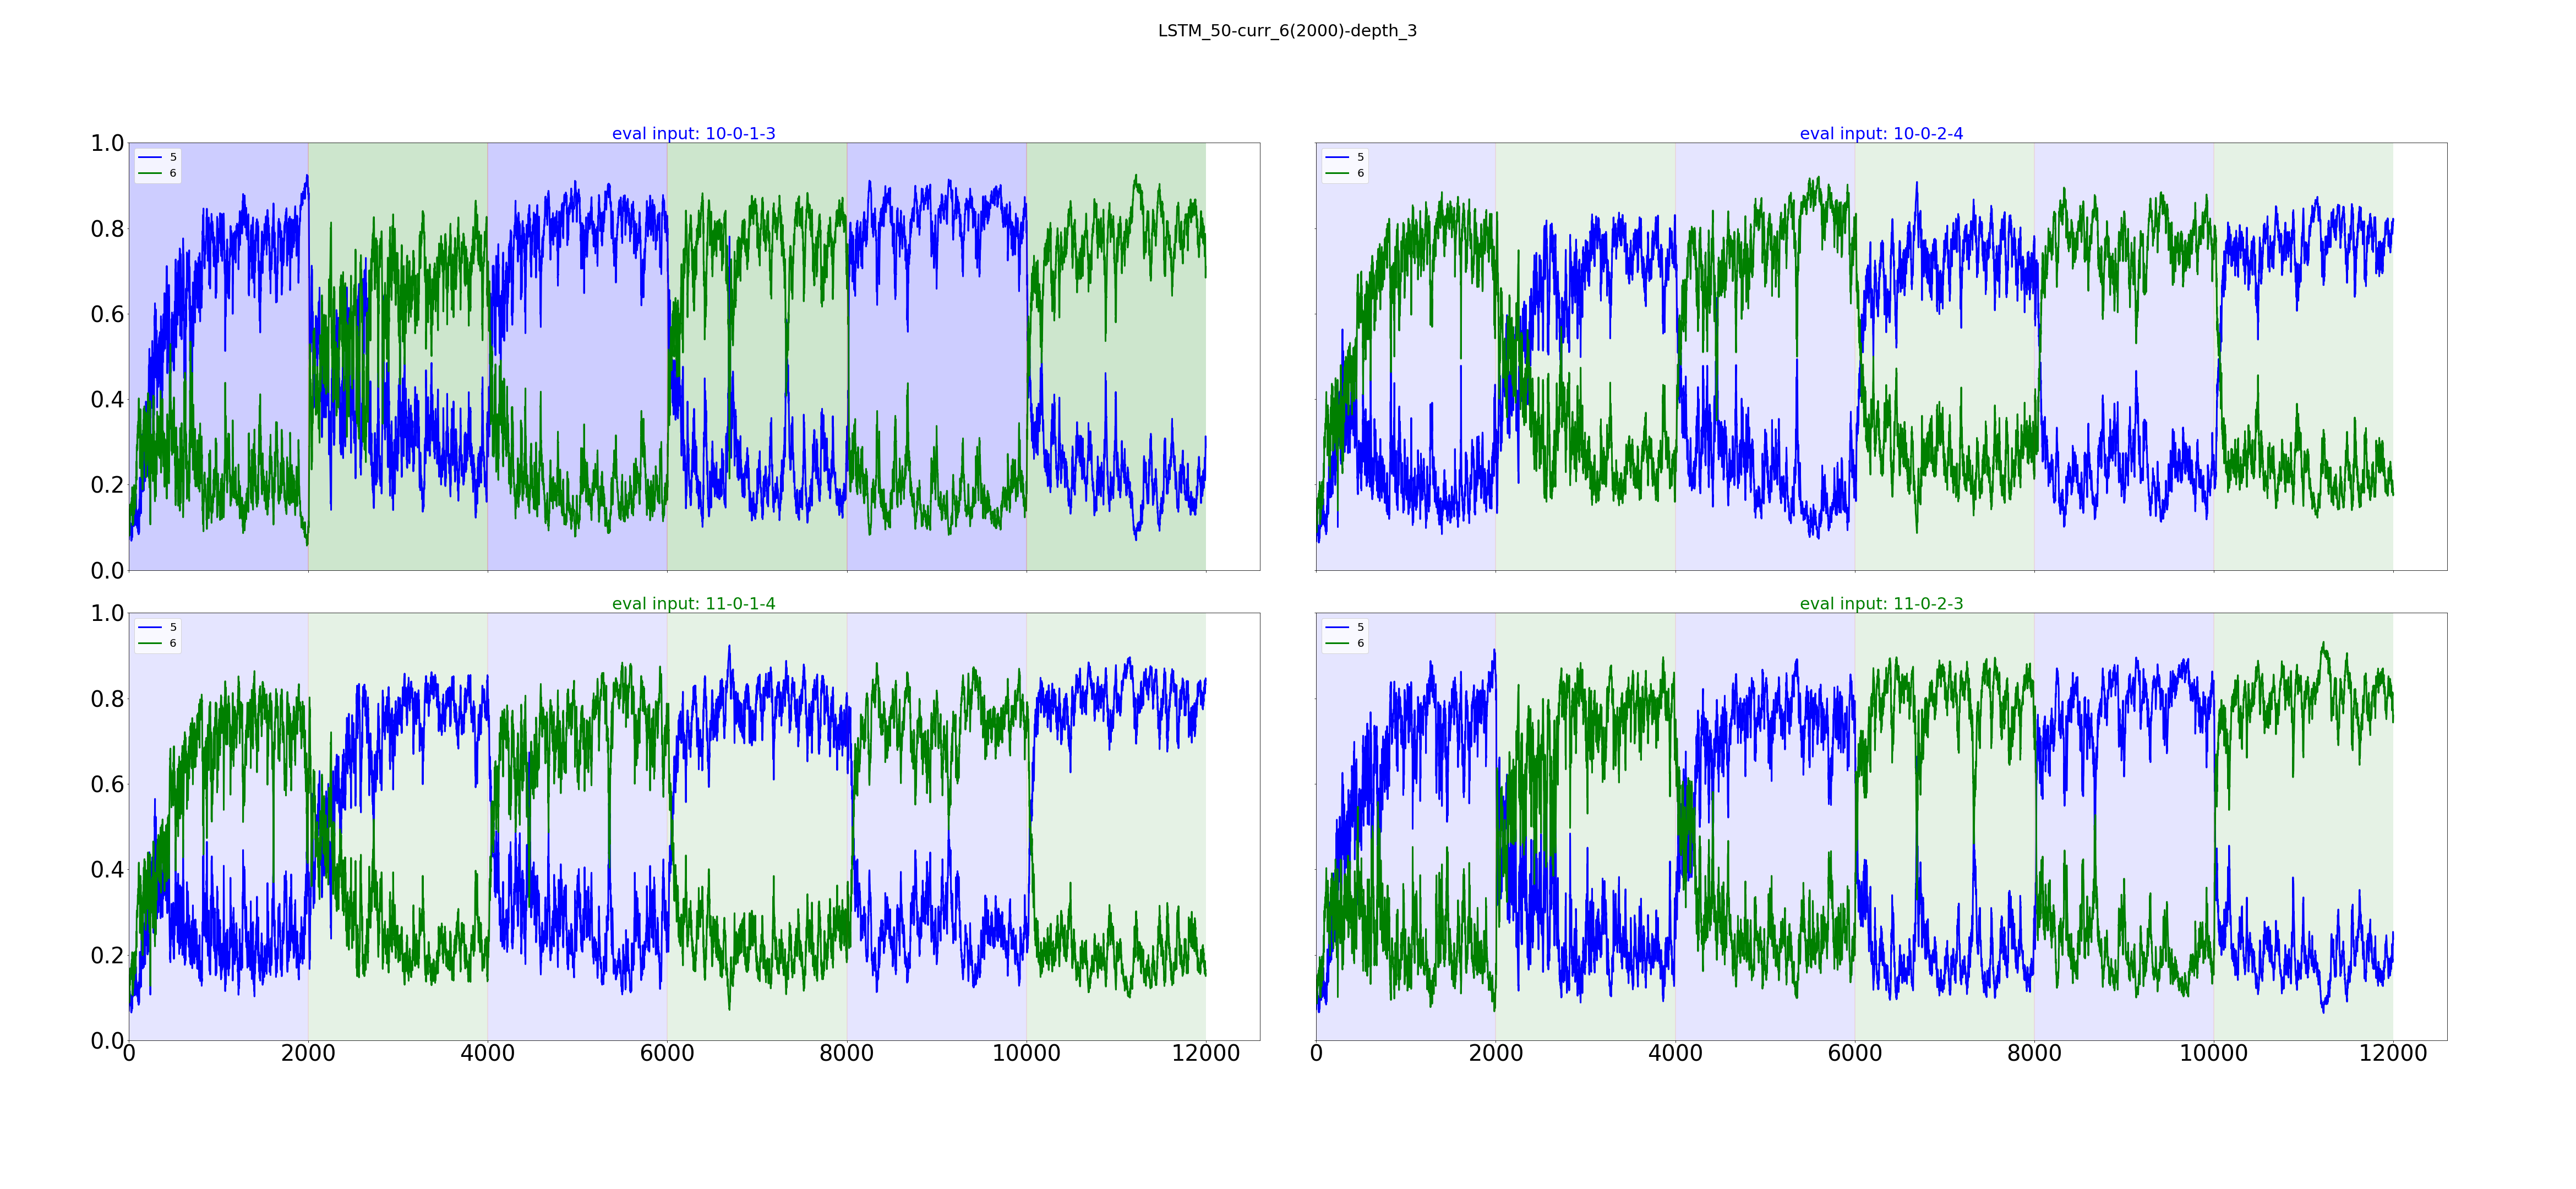 LSTM_50-curr_6(2000)-depth_3
eval input: 10-0-1-3
eval input: 10-0-2-4
1.0
0.8
0.6
0.4
0.2
0.0
5
6
5
6
eval input: 11-0-1-4
eval input: 11-0-2-3
1.0
0.8
0.6
0.4
0.2
0.0
5
6
5
6
0 2000 4000 6000 8000 10000 12000
0 2000 4000 6000 8000 10000 12000